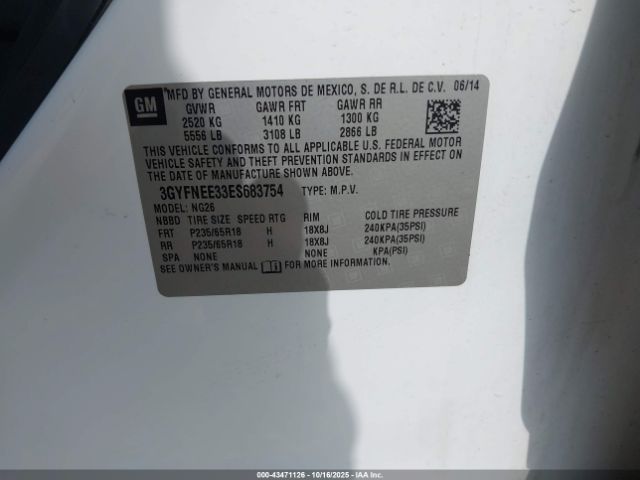 GM
MFD BY GENERAL MOTORS DE MEXICO, S. DE R.L. DE C.V. 06/14
GVWR GAWR FRT GAWR RR
2520 KG 1410 KG 1300 KG
5556 LB 3108 LB 2866 LB
THIS VEHICLE CONFORMS TO ALL APPLICABLE U.S. FEDERAL MOTOR
VEHICLE SAFETY AND THEFT PREVENTION STANDARDS IN EFFECT ON
THE DATE OF MANUFACTURE SHOWN ABOVE.
3GYFNEE33ES683754 TYPE: M.P.V.
MODEL: NG26
NBBD TIRE SIZE SPEED RTG RIM COLD TIRE PRESSURE
FRT P235/65R18 H 18X8J 240KPA(35PSI)
RR P235/65R18 H 18X8J 240KPA(35PSI)
SPA NONE NONE KPA(PSI)
SEE OWNER'S MANUAL FOR MORE INFORMATION.
000-43471126 - 10/16/2025 - IAAI.com